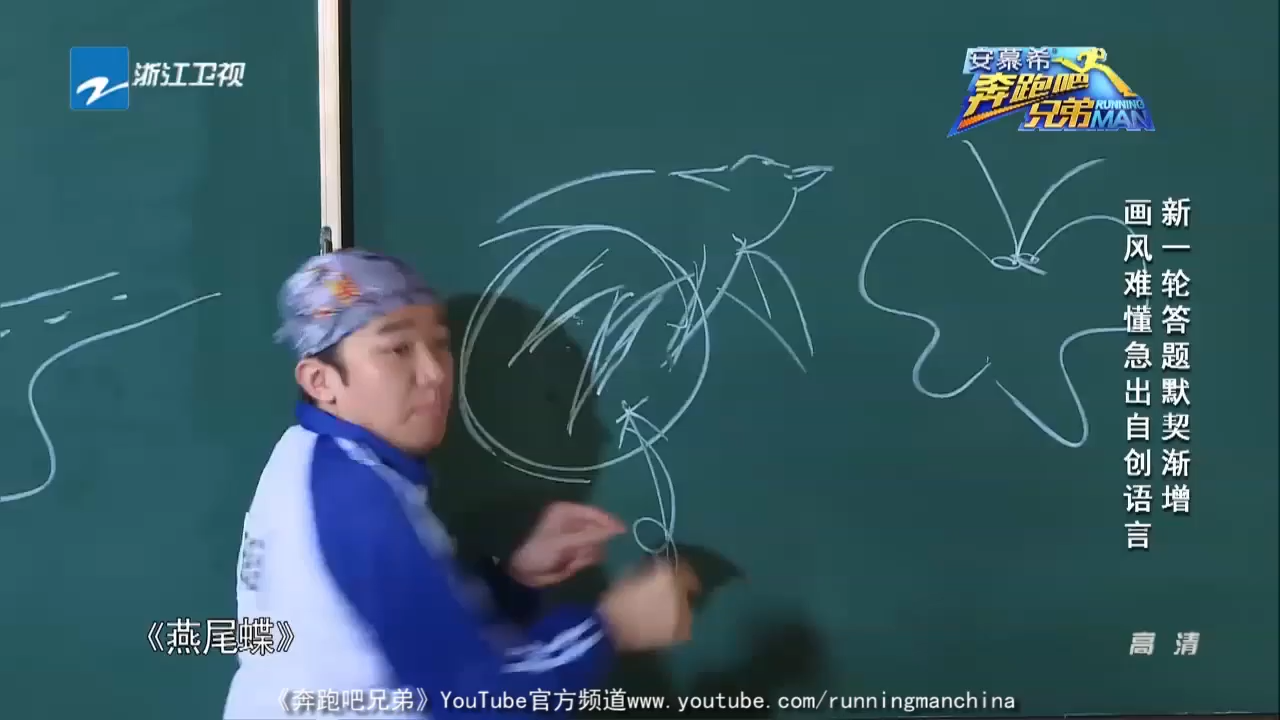 浙江卫视
安慕希
奔跑吧
兄弟
RUNNING
MAN
新一轮答题默契渐增
画风难懂急出自创语言
《燕尾蝶》
高清
《奔跑吧兄弟》YouTube官方频道www.youtube.com/runningmanchina